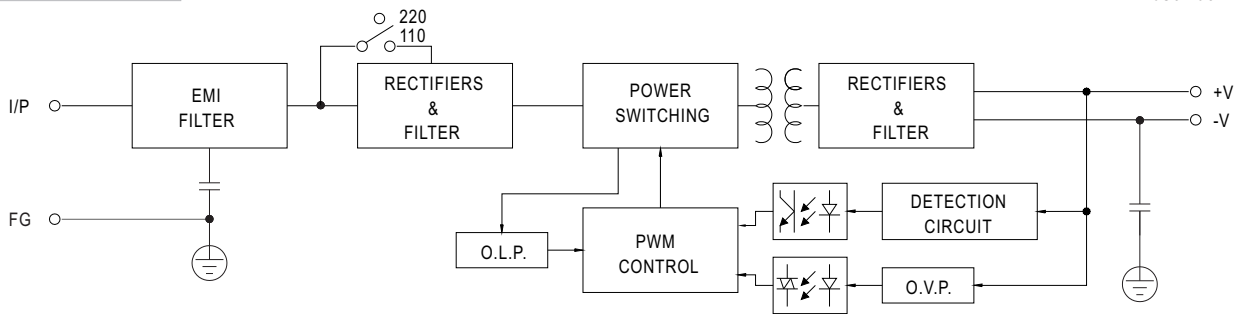 220
110
I/P
EMI
FILTER
RECTIFIERS
&
FILTER
POWER
SWITCHING
RECTIFIERS
&
FILTER
+V
-V
FG
O.L.P.
PWM
CONTROL
DETECTION
CIRCUIT
O.V.P.